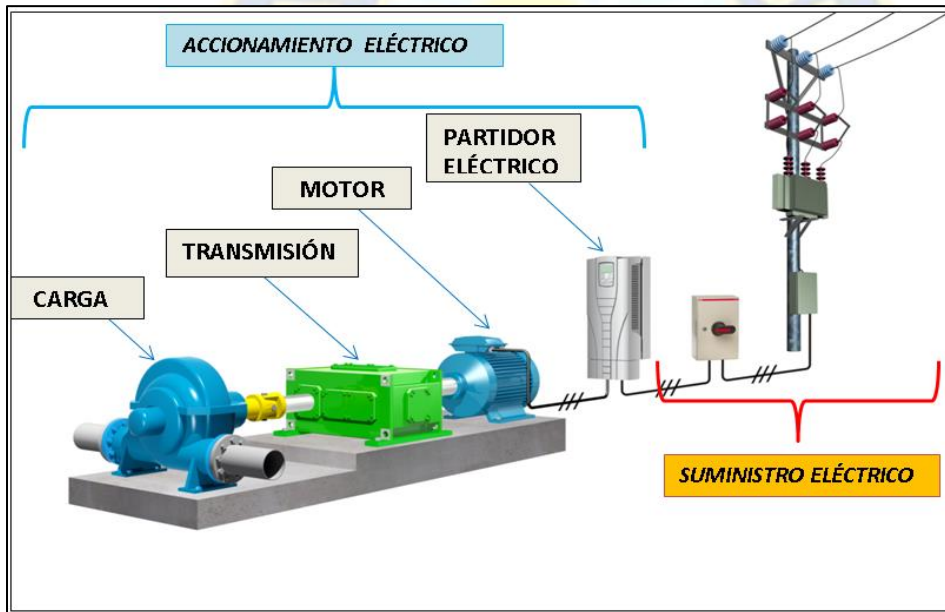 ACCIONAMIENTO ELÉCTRICO
PARTIDOR
ELÉCTRICO
MOTOR
TRANSMISIÓN
CARGA
SUMINISTRO ELÉCTRICO